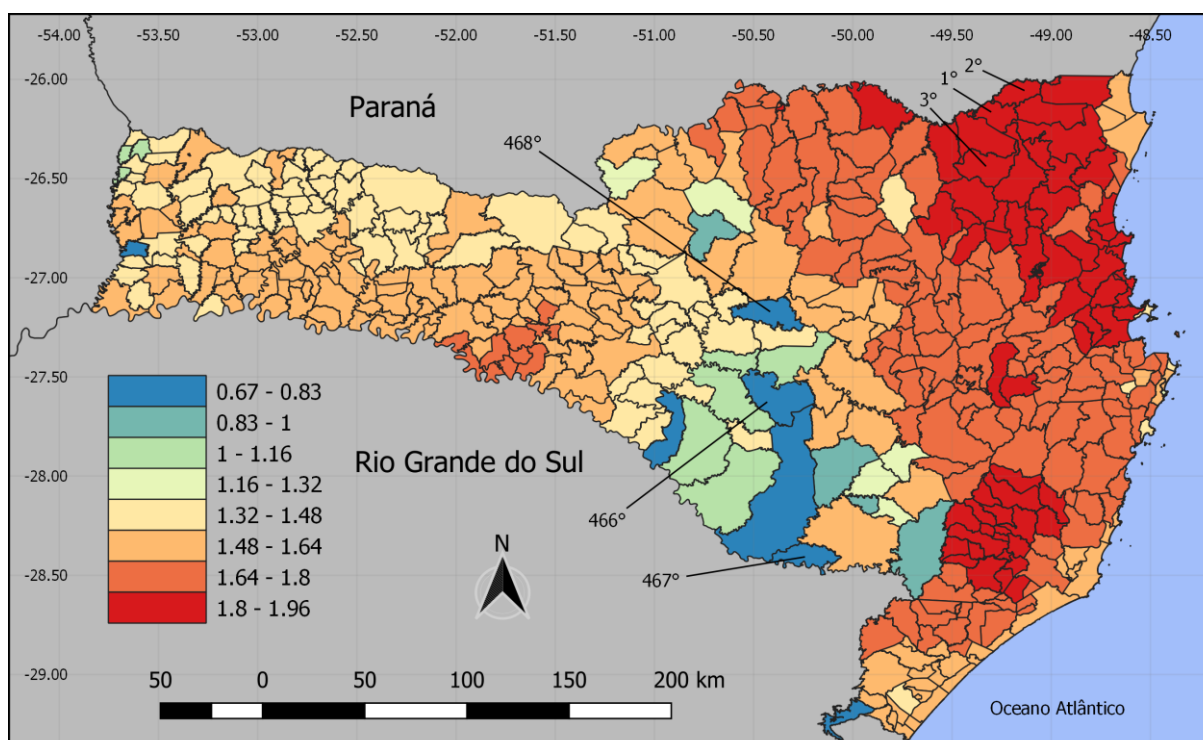 -54.00 -53.50 -53.00 -52.50 -52.00 -51.50 -51.00 -50.50 -50.00 -49.50 -49.00 -48.50
-26.00
Paraná
2°
1°
3°
468°
-26.50
-27.00
-27.50
0.67 - 0.83
0.83 - 1
1 - 1.16
1.16 - 1.32
1.32 - 1.48
1.48 - 1.64
1.64 - 1.8
1.8 - 1.96
Rio Grande do Sul
-28.00
466°
N
467°
-28.50
-29.00
50 0 50 100 150 200 km
Oceano Atlântico